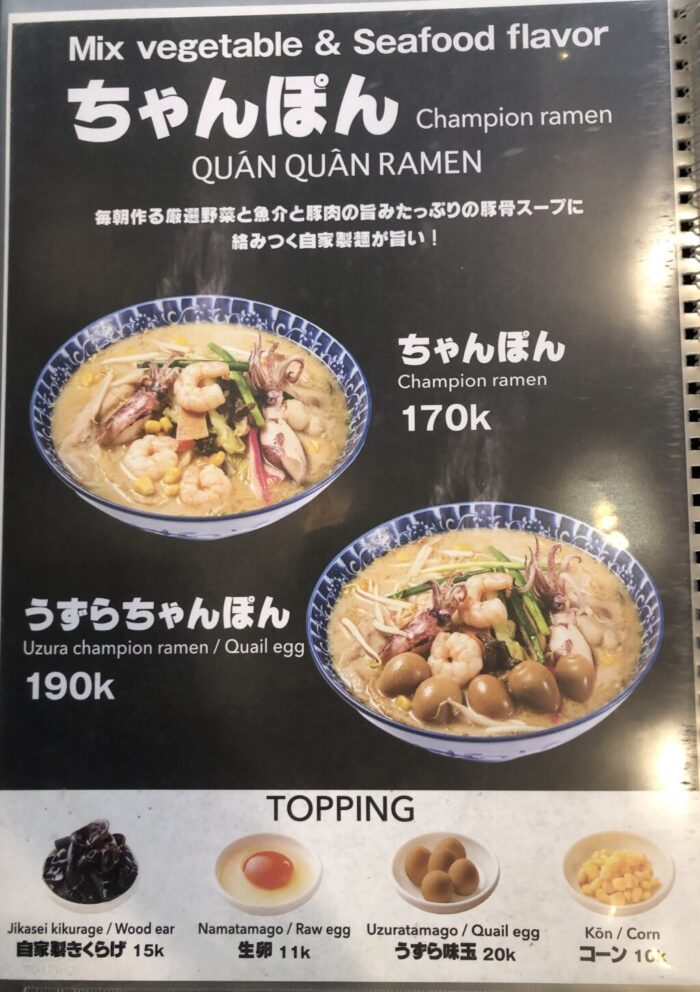 Mix vegetable & Seafood flavor
ちゃんぽん Champion ramen
QUÁN QUÂN RAMEN
毎朝作る厳選野菜と魚介と豚肉の旨みたっぷりの豚骨スープに
絡みつく自家製麺が旨い！
ちゃんぽん
Champion ramen
170k
うずらちゃんぽん
Uzura champion ramen / Quail egg
190k
TOPPING
Jikasei kikurage / Wood ear
自家製きくらげ 15k
Namatamago / Raw egg
生卵 11k
Uzuratamago / Quail egg
うずら味玉 20k
Kōn / Corn
コーン 10k